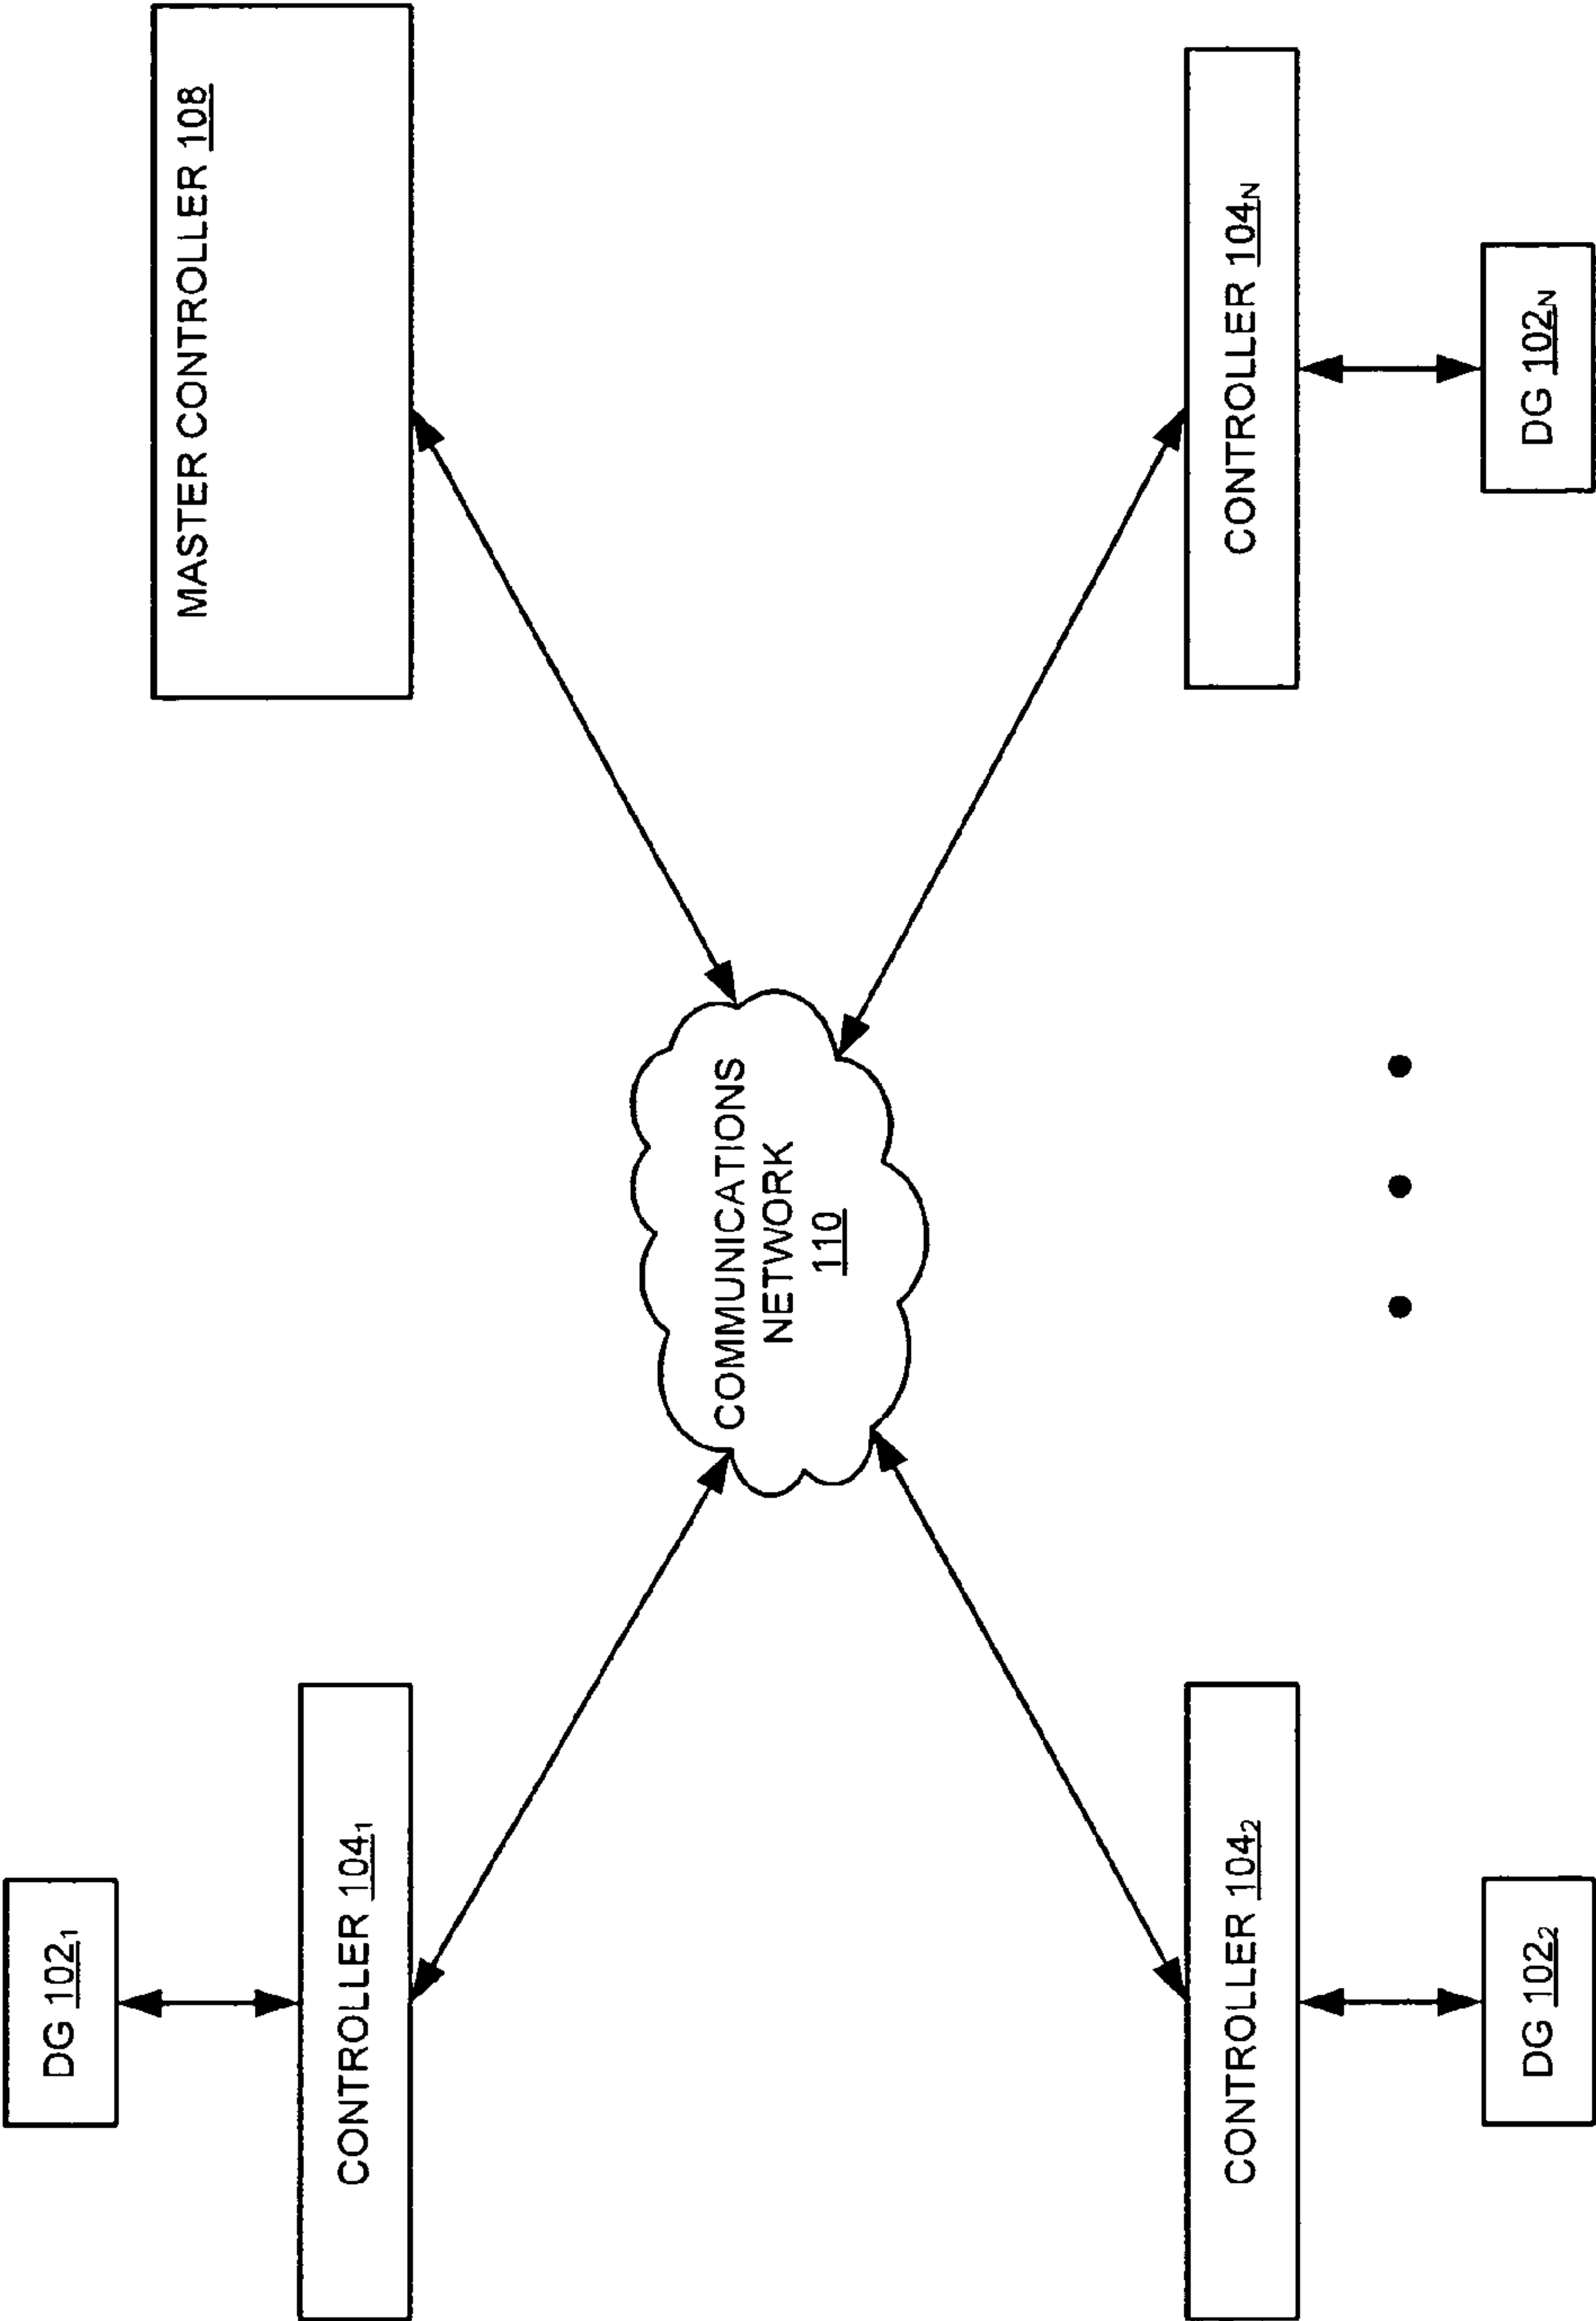 DG 102₁
CONTROLLER 104₁
MASTER CONTROLLER 108
COMMUNICATIONS
NETWORK
110
CONTROLLER 104₂
DG 102₂
CONTROLLER 104N
DG 102N